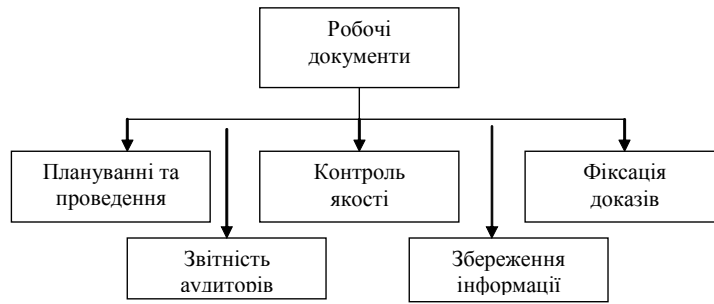 Робочі
документи
Плануванні та
проведення
Контроль
якості
Фіксація
доказів
Звітність
аудиторів
Збереження
інформації